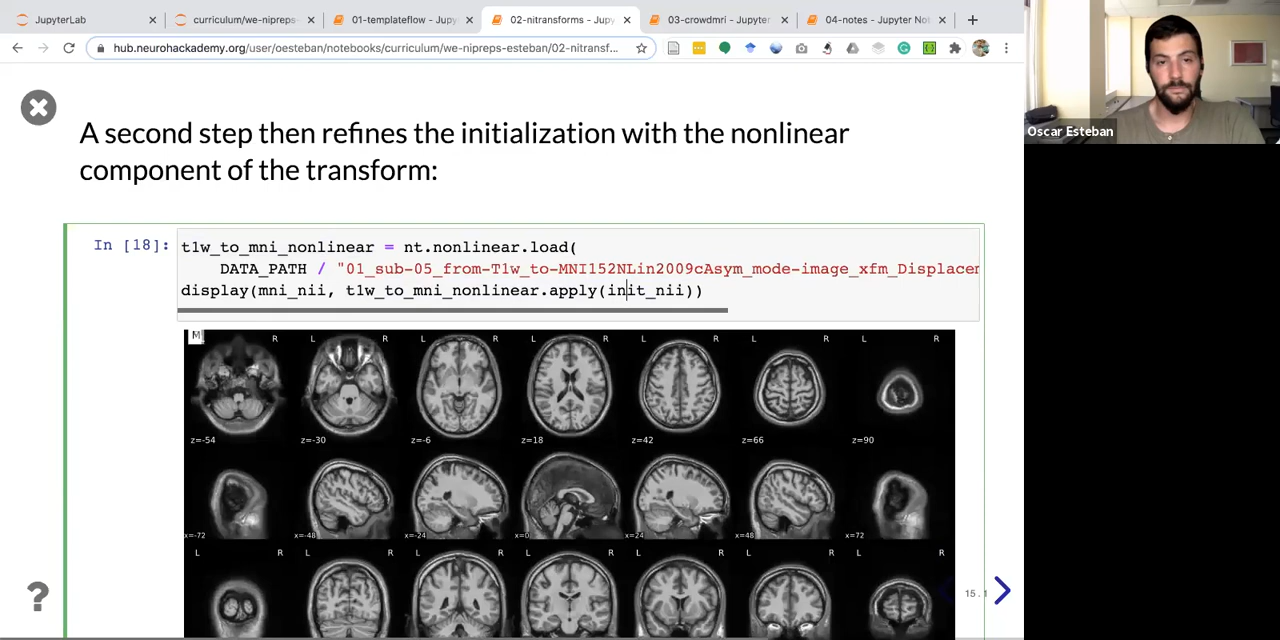 JupyterLab
curriculum/we-nipreps-
01-templateflow - Jupy
02-nitransforms - Jupy
03-crowdmri - Jupyter
04-notes - Jupyter Not
hub.neurohackademy.org/user/oesteban/notebooks/curriculum/we-nipreps-esteban/02-nitransf...
Oscar Esteban
A second step then refines the initialization with the nonlinear
component of the transform:
In [18]:
t1w_to_mni_nonlinear = nt.nonlinear.load(
DATA_PATH / "01_sub-05_from-T1w_to-MNI152NLin2009cAsym_mode-image_xfm_Displacem
display(mni_nii, t1w_to_mni_nonlinear.apply(init_nii))
M
R L R L R L R L R L R L R
z=-54 z=-30 z=-6 z=18 z=42 z=66 z=90
x=-72 x=-48 x=-24 x=0 x=24 x=48 x=72
L R L R L R L R L R L R L R
15.1
?